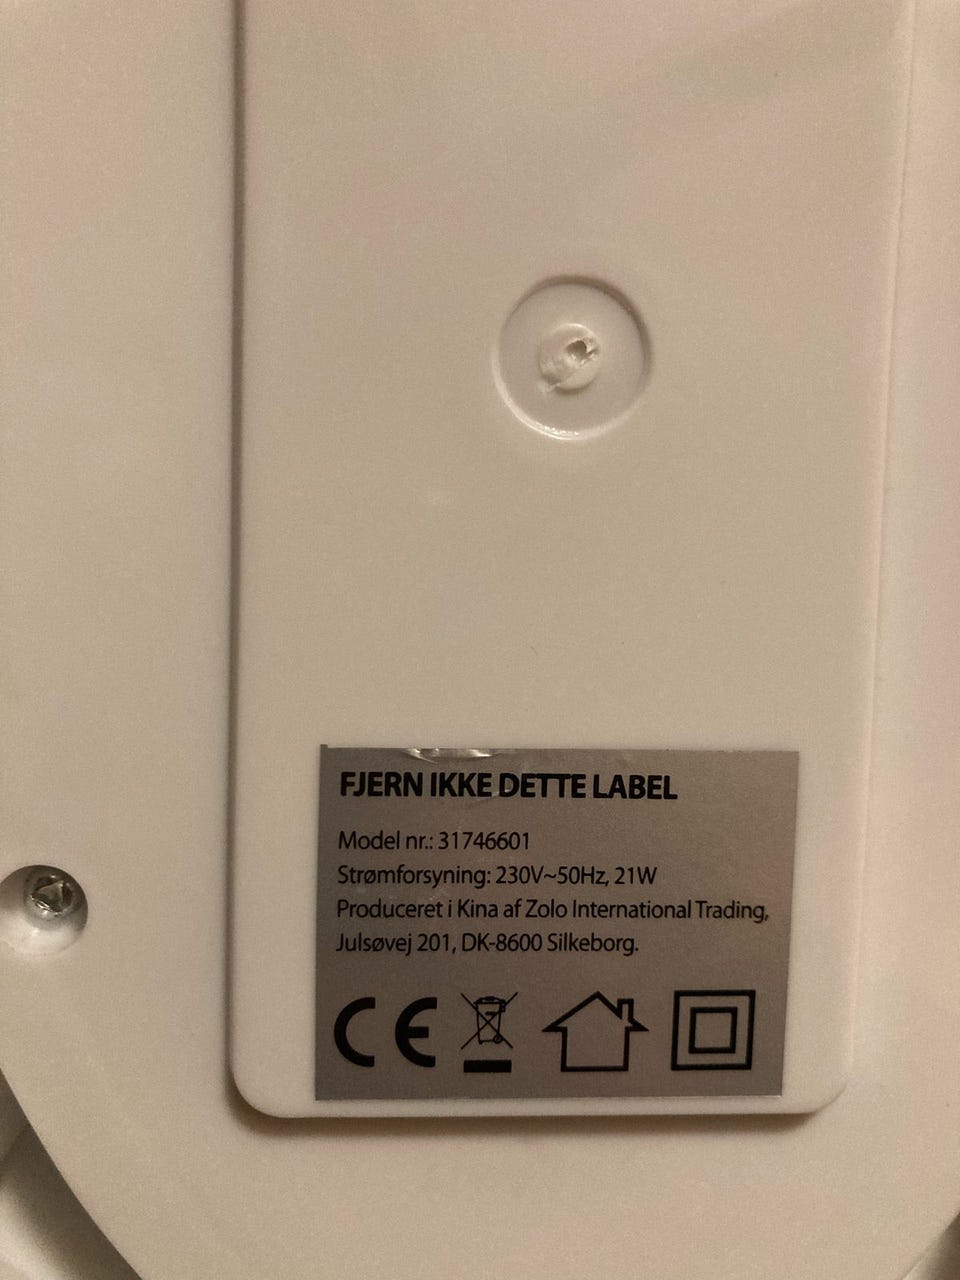 FJERN IKKE DETTE LABEL
Model nr.: 31746601
Strømforsyning: 230V~50Hz, 21W
Produceret i Kina af Zolo International Trading,
Julsøvej 201, DK-8600 Silkeborg.
CE